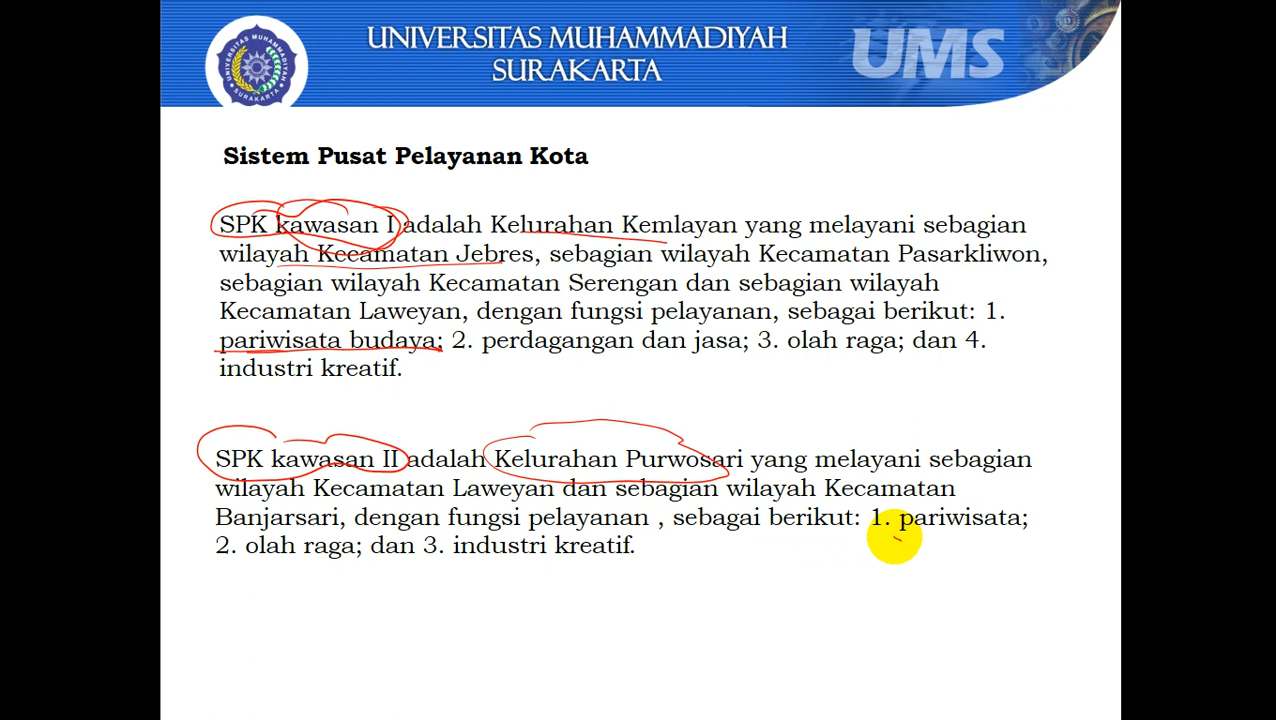 UNIVERSITAS MUHAMMADIYAH
SURAKARTA
UMS
UNIVERSITAS MUHAMMADIYAH
SURAKARTA
Sistem Pusat Pelayanan Kota
SPK kawasan I adalah Kelurahan Kemlayan yang melayani sebagian
wilayah Kecamatan Jebres, sebagian wilayah Kecamatan Pasarkliwon,
sebagian wilayah Kecamatan Serengan dan sebagian wilayah
Kecamatan Laweyan, dengan fungsi pelayanan, sebagai berikut: 1.
pariwisata budaya; 2. perdagangan dan jasa; 3. olah raga; dan 4.
industri kreatif.
SPK kawasan II adalah Kelurahan Purwosari yang melayani sebagian
wilayah Kecamatan Laweyan dan sebagian wilayah Kecamatan
Banjarsari, dengan fungsi pelayanan , sebagai berikut: 1. pariwisata;
2. olah raga; dan 3. industri kreatif.